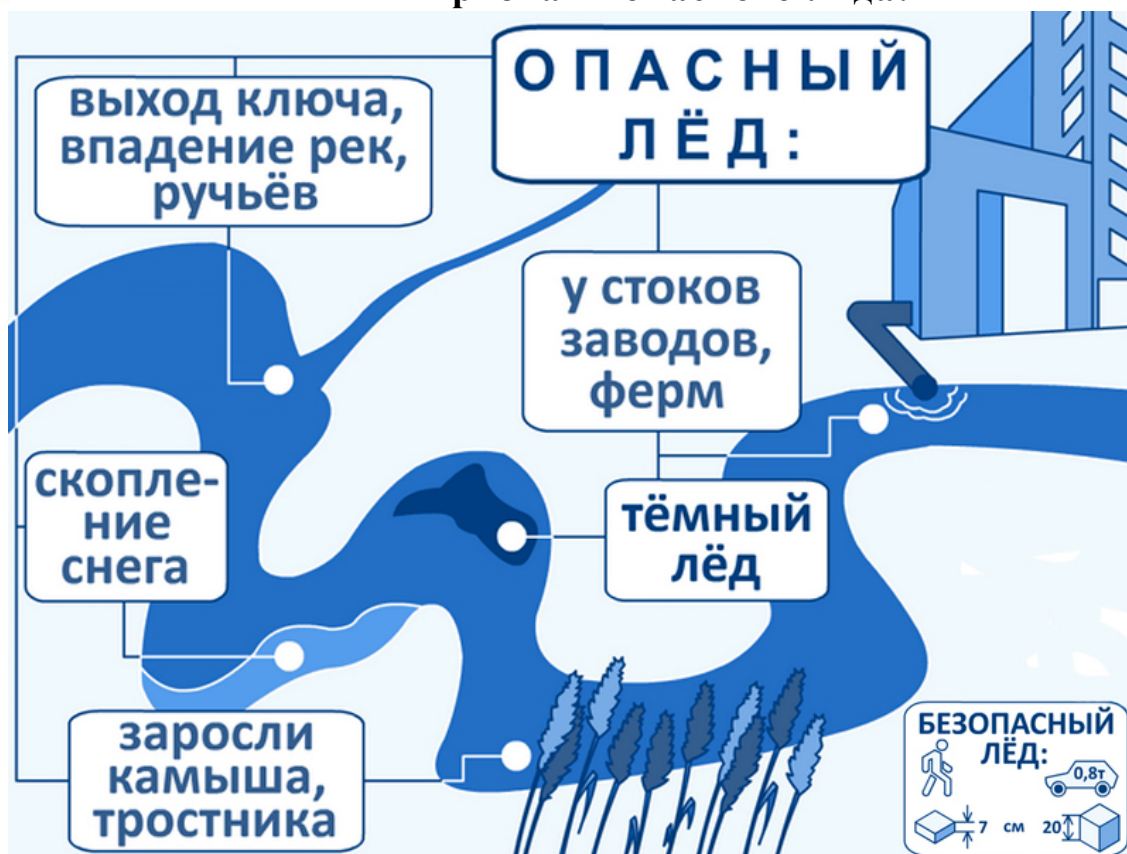 ОПАСНЫЙ
ЛЁД:
выход ключа,
впадение рек,
ручьёв
у стоков
заводов,
ферм
скопле-
ние
снега
тёмный
лёд
заросли
камыша,
тростника
БЕЗОПАСНЫЙ
ЛЁД:
0,8т
7 см 20